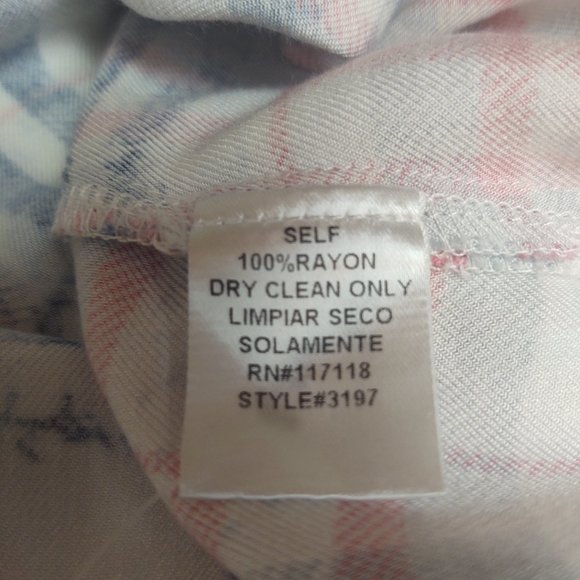 SELF
100%RAYON
DRY CLEAN ONLY
LIMPIAR SECO
SOLAMENTE
RN#117118
STYLE#3197